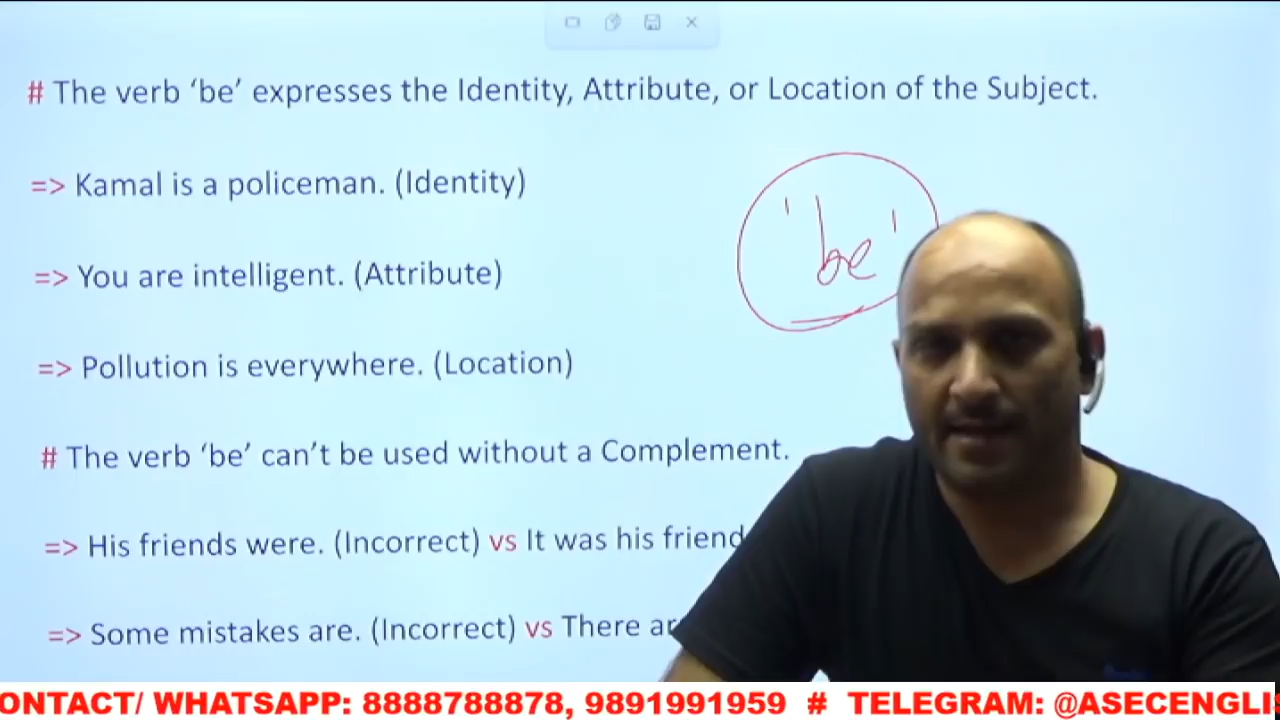 # The verb ‘be’ expresses the Identity, Attribute, or Location of the Subject.
=> Kamal is a policeman. (Identity)
'be'
=> You are intelligent. (Attribute)
=> Pollution is everywhere. (Location)
# The verb ‘be’ can’t be used without a Complement.
=> His friends were. (Incorrect) vs It was his friend
=> Some mistakes are. (Incorrect) vs There ar
ONTACT/ WHATSAPP: 8888788878, 9891991959 # TELEGRAM: @ASECENGLIS